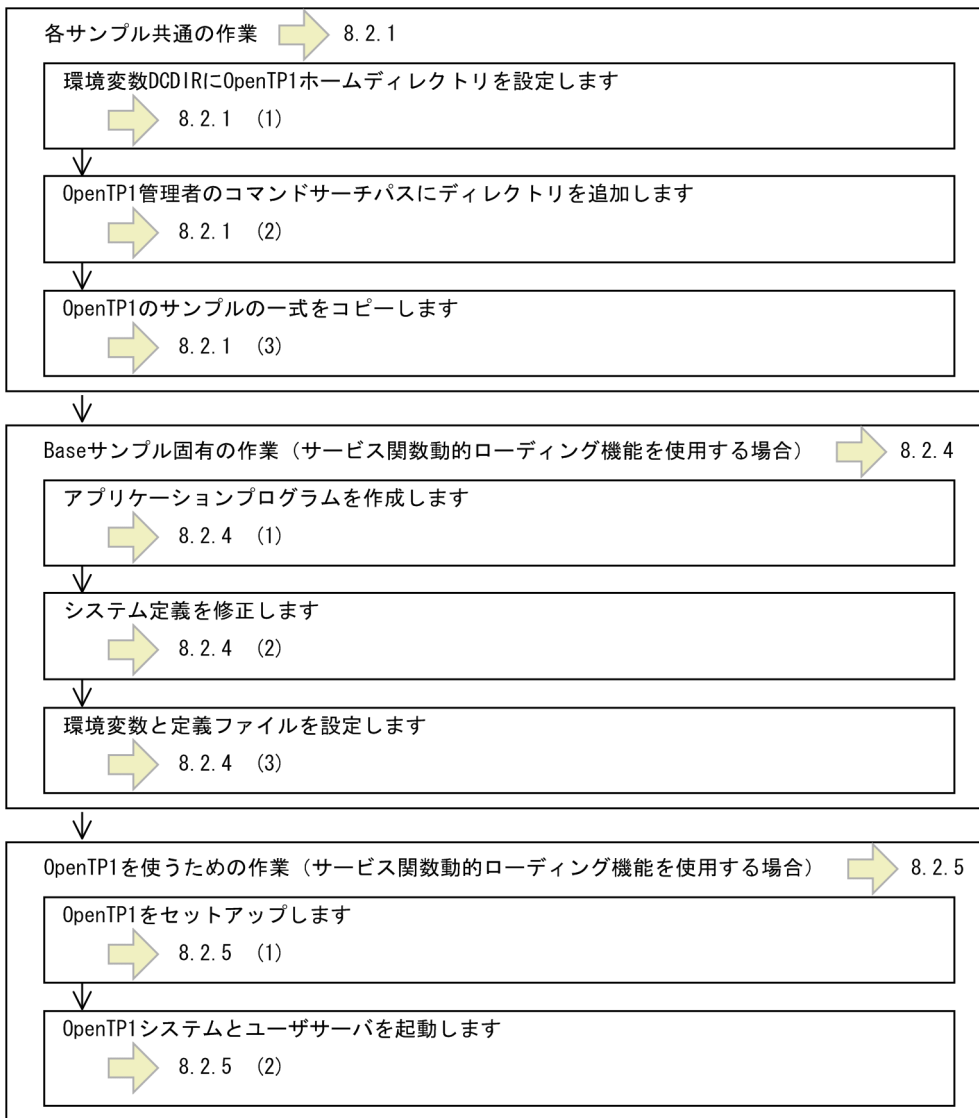 各サンプル共通の作業 8.2.1
環境変数DCDIRにOpenTP1ホームディレクトリを設定します
8.2.1 (1)
OpenTP1管理者のコマンドサーチパスにディレクトリを追加します
8.2.1 (2)
OpenTP1のサンプルの一式をコピーします
8.2.1 (3)
Baseサンプル固有の作業（サービス関数動的ローディング機能を使用する場合） 8.2.4
アプリケーションプログラムを作成します
8.2.4 (1)
システム定義を修正します
8.2.4 (2)
環境変数と定義ファイルを設定します
8.2.4 (3)
OpenTP1を使うための作業（サービス関数動的ローディング機能を使用する場合） 8.2.5
OpenTP1をセットアップします
8.2.5 (1)
OpenTP1システムとユーザサーバを起動します
8.2.5 (2)